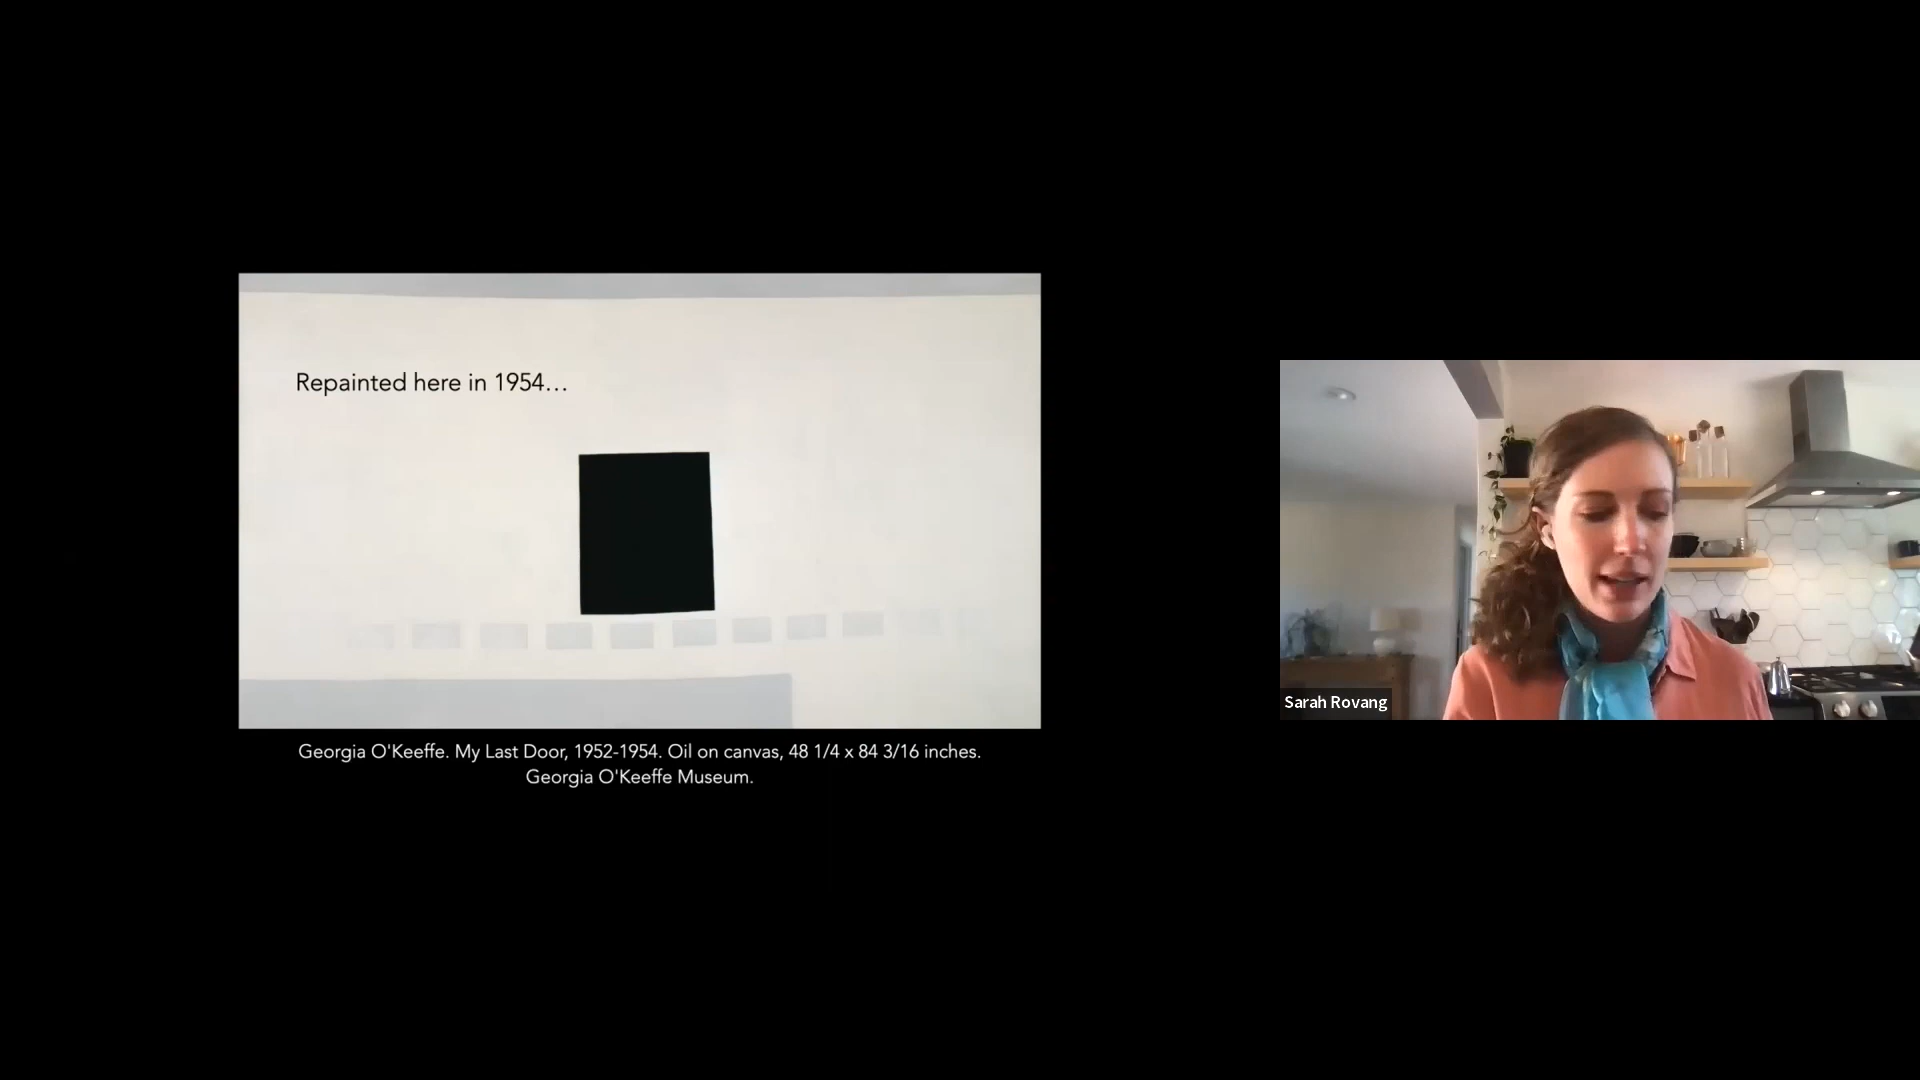 Repainted here in 1954...
Georgia O'Keeffe. My Last Door, 1952-1954. Oil on canvas, 48 1/4 x 84 3/16 inches.
Georgia O'Keeffe Museum.
Sarah Rovang